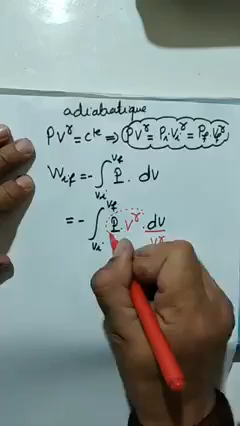 adiabatique
PV^γ = c^te ⇒ PV^γ = Pi·Vi^γ = Pf·Vf^γ
Wif = - ∫_{Vi}^{Vf} P · dv
= - ∫_{Vi}^{Vf} P · V^γ · dv / V^γ